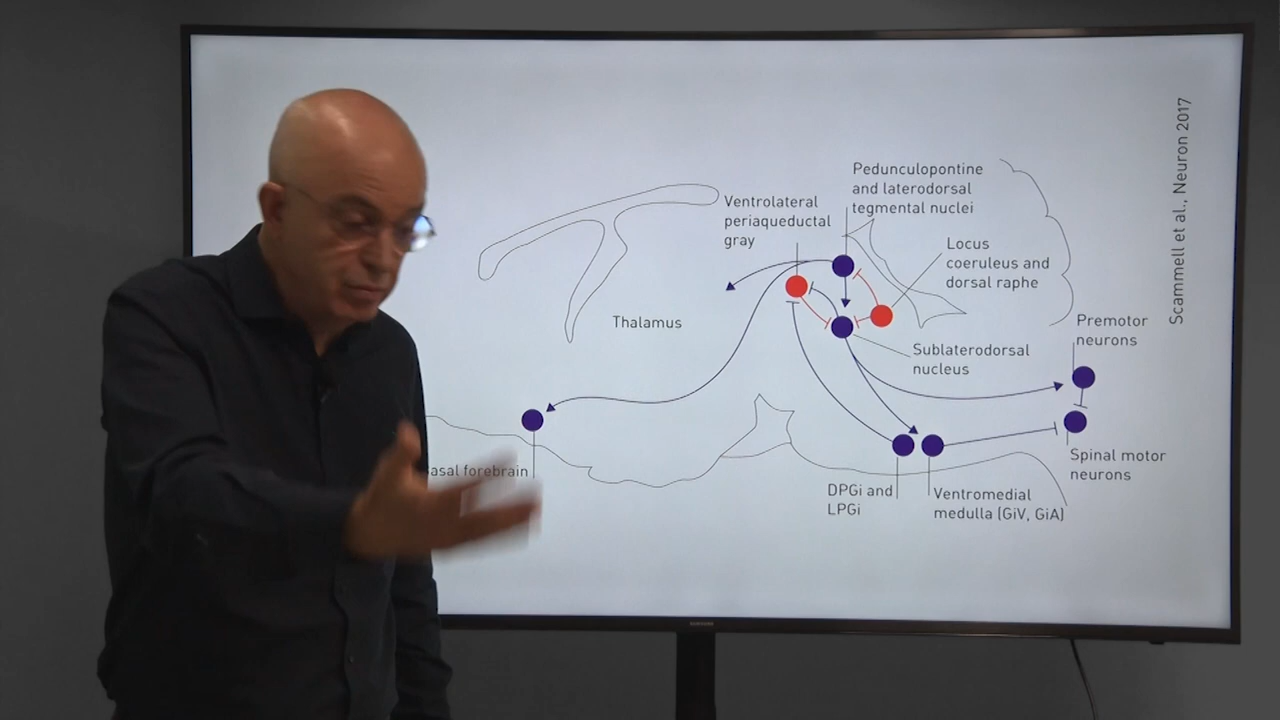 Pedunculopontine
and laterodorsal
tegmental nuclei
Ventrolateral
periaqueductal
gray
Locus
coeruleus and
dorsal raphe
Scammell et al., Neuron 2017
Thalamus
Premotor
neurons
Sublaterodorsal
nucleus
asal forebrain
Spinal motor
neurons
DPGi and
LPGi
Ventromedial
medulla (GiV, GiA)